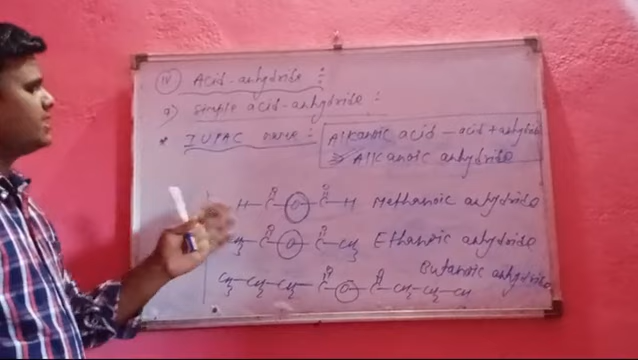 (IV) Acid-anhydride :
a) Simple acid-anhydride :
* IUPAC name : Alkanoic acid - acid + anhydride
⇒ Alkanoic anhydride
H-C-O-C-H Methanoic anhydride
O O
CH3-C-O-C-CH3 Ethanoic anhydride
O O
Butanoic anhydride
CH3-CH2-CH2-C-O-C-CH2-CH2-CH3